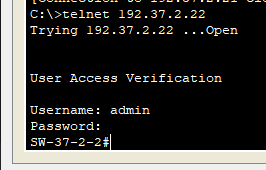 C:\>telnet 192.37.2.22
Trying 192.37.2.22 ...Open
User Access Verification
Username: admin
Password:
SW-37-2-2#